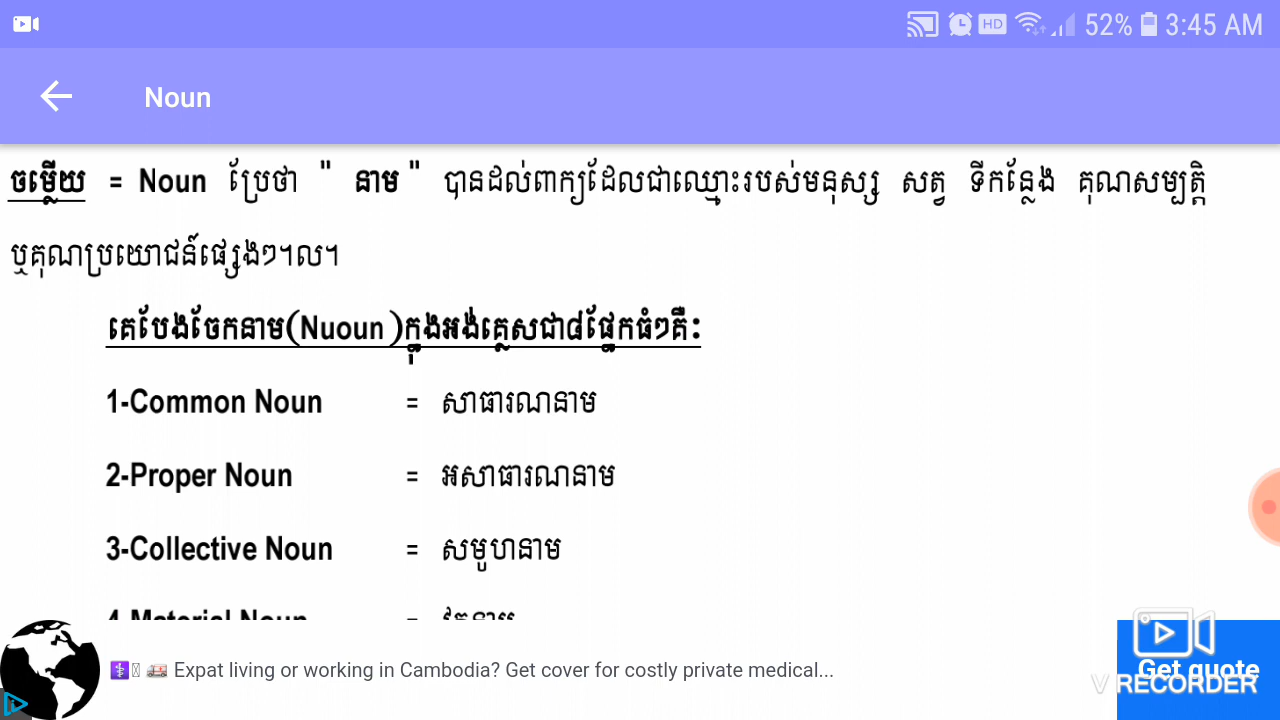 52% 3:45 AM
HD
Noun
ចម្លើយ = Noun ប្រែថា " នាម " បានដល់ពាក្យដែលជាឈ្មោះរបស់មនុស្ស សត្វ ទីកន្លែង គុណសម្បត្តិ
ឬគុណប្រយោជន៍ផ្សេងៗ។ល។
គេបែងចែកនាម(Nuoun)ក្នុងអង់គ្លេសជា៨ផ្នែកធំៗគឺ:
1-Common Noun = សាធារណនាម
2-Proper Noun = អសាធារណនាម
3-Collective Noun = សមូហនាម
4-Material Noun =
Expat living or working in Cambodia? Get cover for costly private medical...
Get quote
V RECORDER